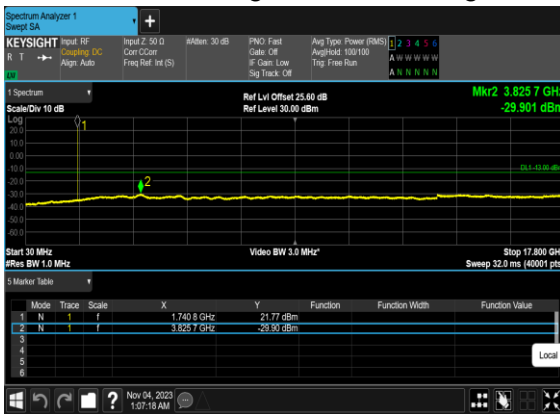 Spectrum Analyzer 1
Swept SA
+
KEYSIGHT Input: RF Input Z: 50 Ω #Atten: 30 dB PNO: Fast Avg Type: Power (RMS) 1 2 3 4 5 6
R T Coupling: DC Corr CCorr Gate: Off Avg|Hold: 100/100 A W W W W W
Align: Auto Freq Ref: Int (S) IF Gain: Low Trig: Free Run
Sig Track: Off A N N N N N
1 Spectrum
Scale/Div 10 dB Ref Lvl Offset 25.60 dB Mkr2 3.825 7 GHz
Ref Level 30.00 dBm -29.901 dBm
Log
20.0
10.0
0.00
-10.0
-20.0
-30.0
-40.0
-50.0
-60.0
1
2
DL1 -13.00 dBm
Start 30 MHz Video BW 3.0 MHz* Stop 17.800 GHz
#Res BW 1.0 MHz Sweep 32.0 ms (40001 pts)
5 Marker Table
Mode Trace Scale X Y Function Function Width Function Value
1 N 1 f 1.740 8 GHz 21.77 dBm
2 N 1 f 3.825 7 GHz -29.90 dBm
3
4
5
6
Local
?
Nov 04, 2023
1:07:18 AM